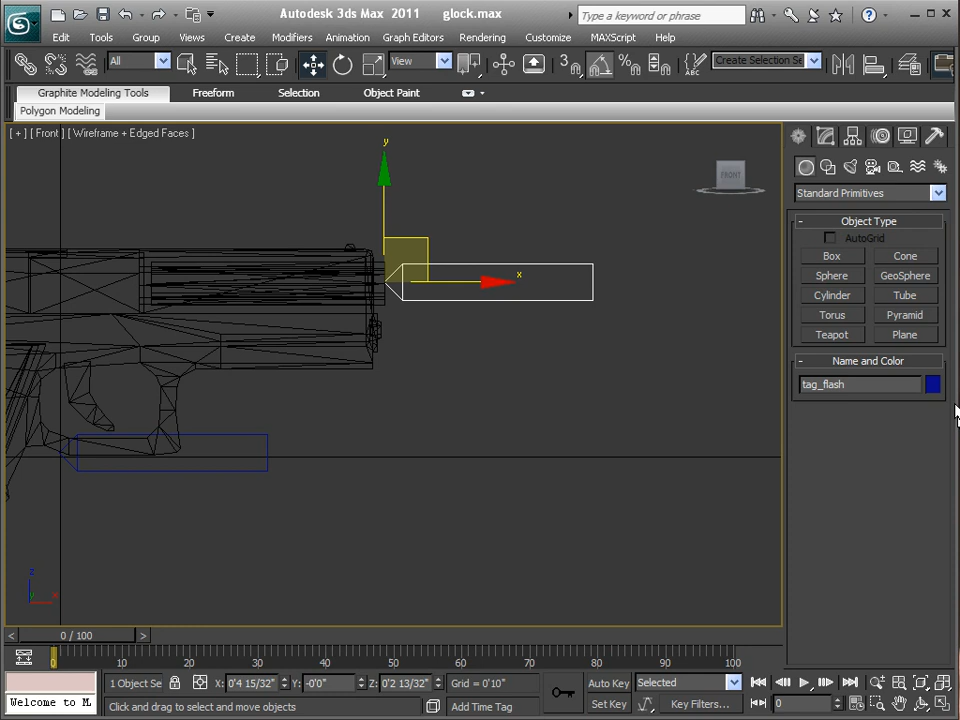 Autodesk 3ds Max 2011 glock.max
Type a keyword or phrase
Edit Tools Group Views Create Modifiers Animation Graph Editors Rendering Customize MAXScript Help
All View 3 Create Selection Se
Graphite Modeling Tools Freeform Selection Object Paint
Polygon Modeling
[ + ] [ Front ] [ Wireframe + Edged Faces ]
y
x
FRONT
Standard Primitives
- Object Type
AutoGrid
Box Cone
Sphere GeoSphere
Cylinder Tube
Torus Pyramid
Teapot Plane
- Name and Color
tag_flash
z
x
< 0 / 100 >
0 10 20 30 40 50 60 70 80 90 100
1 Object Se X: 0'4 15/32" Y: -0'0" Z: 0'2 13/32" Grid = 0'10" Auto Key Selected
Welcome to M Click and drag to select and move objects Add Time Tag Set Key Key Filters... 0